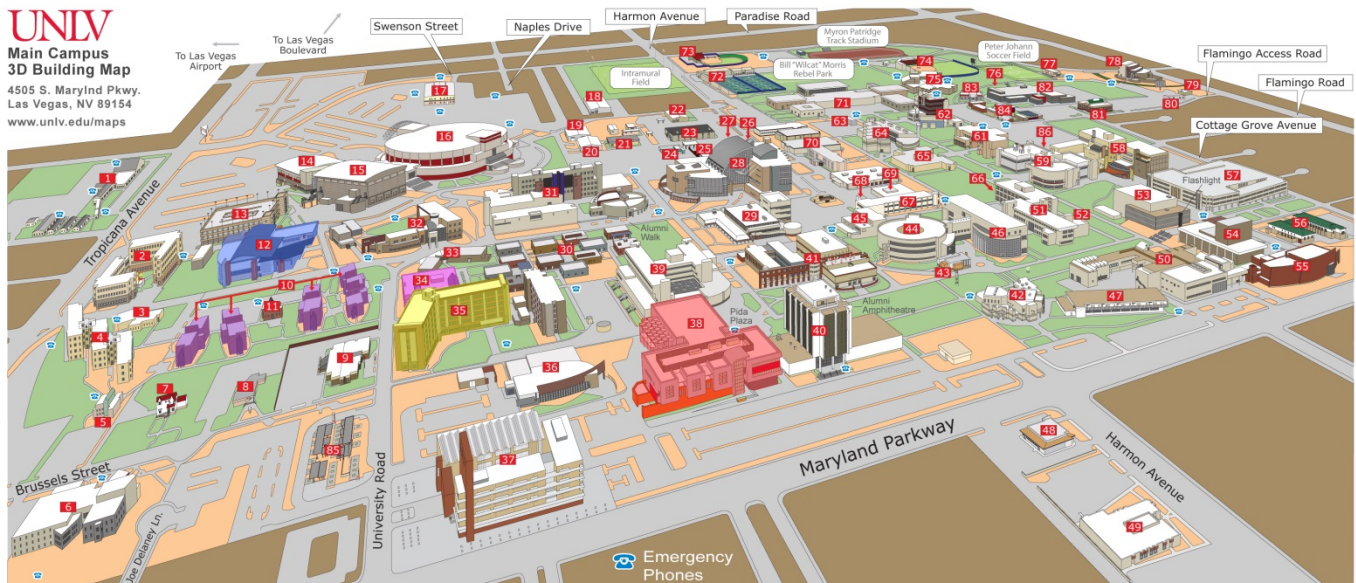 UNLV
Main Campus
3D Building Map
4505 S. Marylnd Pkwy.
Las Vegas, NV 89154
www.unlv.edu/maps
To Las Vegas
Airport
To Las Vegas
Boulevard
Swenson Street
Naples Drive
Harmon Avenue
Paradise Road
Myron Patridge
Track Stadium
Peter Johann
Soccer Field
Bill "Wilcat" Morris
Rebel Park
Intramural
Field
Flamingo Access Road
Flamingo Road
Cottage Grove Avenue
73
72
74
75
76
77
78
79
80
17
18
71
83
82
84
81
62
63
22
19
20
21
23
24
25
27
26
28
70
64
61
86
58
59
65
16
14
15
1
Tropicana Avenue
13
31
68
69
67
66
57
Flashlight
53
51
52
56
54
55
2
12
32
Alumni
Walk
29
45
44
46
33
30
41
43
50
10
11
34
39
3
35
42
47
4
Pida
Plaza
38
Alumni
Amphitheatre
40
9
36
7
8
5
85
37
Maryland Parkway
48
Harmon Avenue
49
Brussels Street
6
Joe Delaney Ln.
University Road
Emergency
Phones